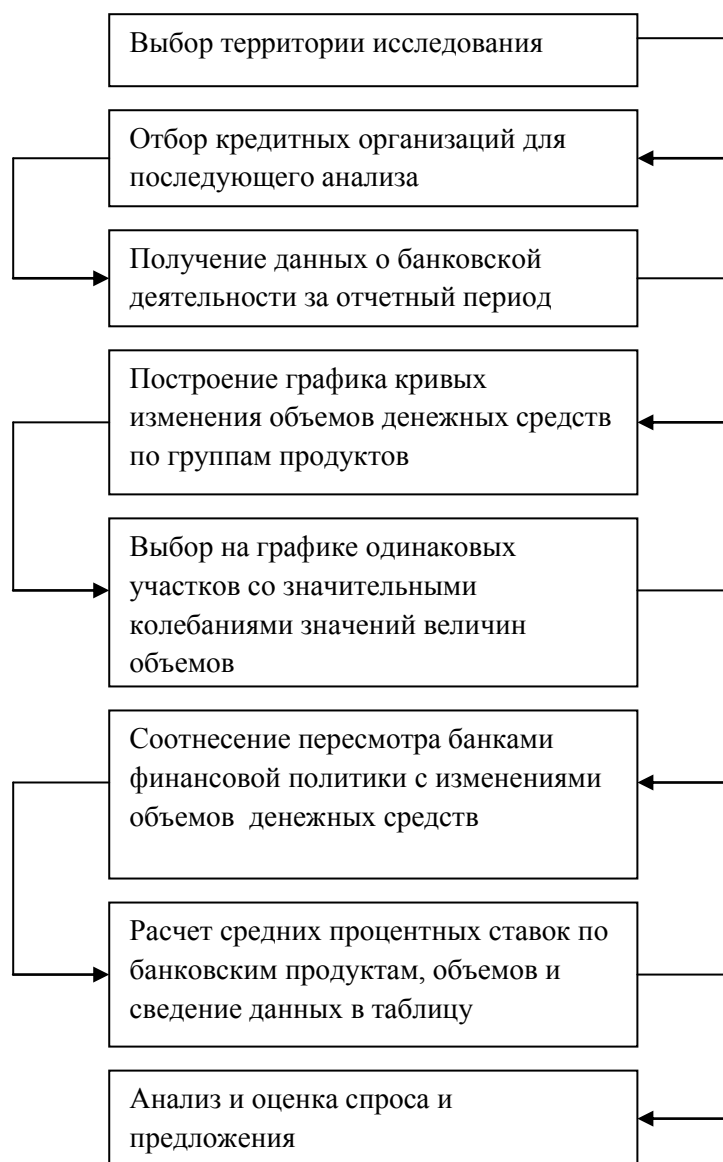 Выбор территории исследования
Отбор кредитных организаций для
последующего анализа
Получение данных о банковской
деятельности за отчетный период
Построение графика кривых
изменения объемов денежных средств
по группам продуктов
Выбор на графике одинаковых
участков со значительными
колебаниями значений величин
объемов
Соотнесение пересмотра банками
финансовой политики с изменениями
объемов  денежных средств
Расчет средних процентных ставок по
банковским продуктам, объемов и
сведение данных в таблицу
Анализ и оценка спроса и
предложения